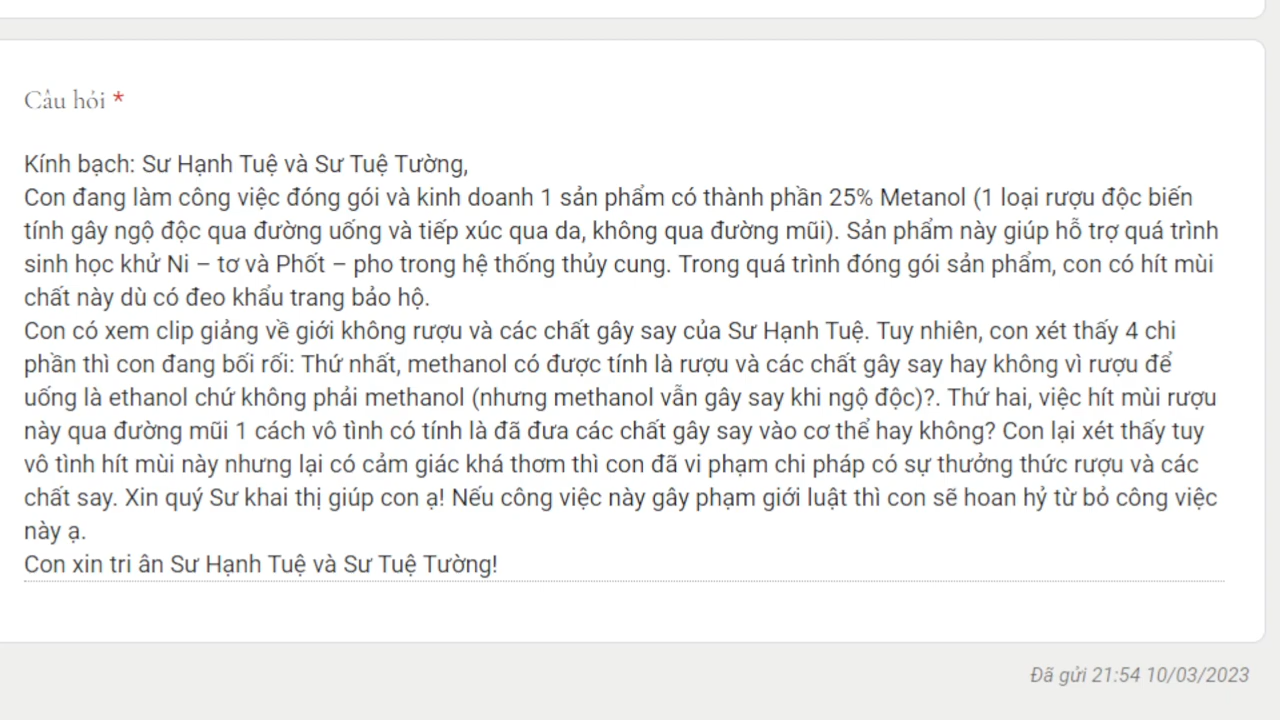 Câu hỏi *
Kính bạch: Sư Hạnh Tuệ và Sư Tuệ Tường,
Con đang làm công việc đóng gói và kinh doanh 1 sản phẩm có thành phần 25% Metanol (1 loại rượu độc biến
tính gây ngộ độc qua đường uống và tiếp xúc qua da, không qua đường mũi). Sản phẩm này giúp hỗ trợ quá trình
sinh học khử Ni – tơ và Phốt – pho trong hệ thống thủy cung. Trong quá trình đóng gói sản phẩm, con có hít mùi
chất này dù có đeo khẩu trang bảo hộ.
Con có xem clip giảng về giới không rượu và các chất gây say của Sư Hạnh Tuệ. Tuy nhiên, con xét thấy 4 chi
phần thì con đang bối rối: Thứ nhất, methanol có được tính là rượu và các chất gây say hay không vì rượu để
uống là ethanol chứ không phải methanol (nhưng methanol vẫn gây say khi ngộ độc)?. Thứ hai, việc hít mùi rượu
này qua đường mũi 1 cách vô tình có tính là đã đưa các chất gây say vào cơ thể hay không? Con lại xét thấy tuy
vô tình hít mùi này nhưng lại có cảm giác khá thơm thì con đã vi phạm chi pháp có sự thưởng thức rượu và các
chất say. Xin quý Sư khai thị giúp con ạ! Nếu công việc này gây phạm giới luật thì con sẽ hoan hỷ từ bỏ công việc
này ạ.
Con xin tri ân Sư Hạnh Tuệ và Sư Tuệ Tường!
Đã gửi 21:54 10/03/2023